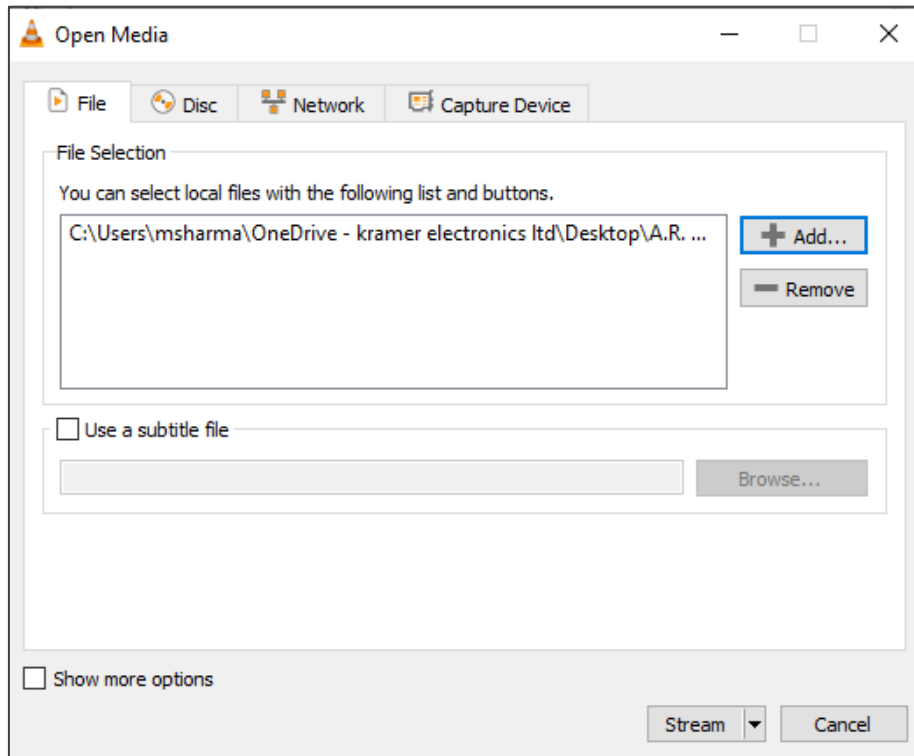 Open Media
File Disc Network Capture Device
File Selection
You can select local files with the following list and buttons.
C:\Users\msharma\OneDrive - kramer electronics ltd\Desktop\A.R. ...
Add...
Remove
Use a subtitle file
Browse...
Show more options
Stream Cancel